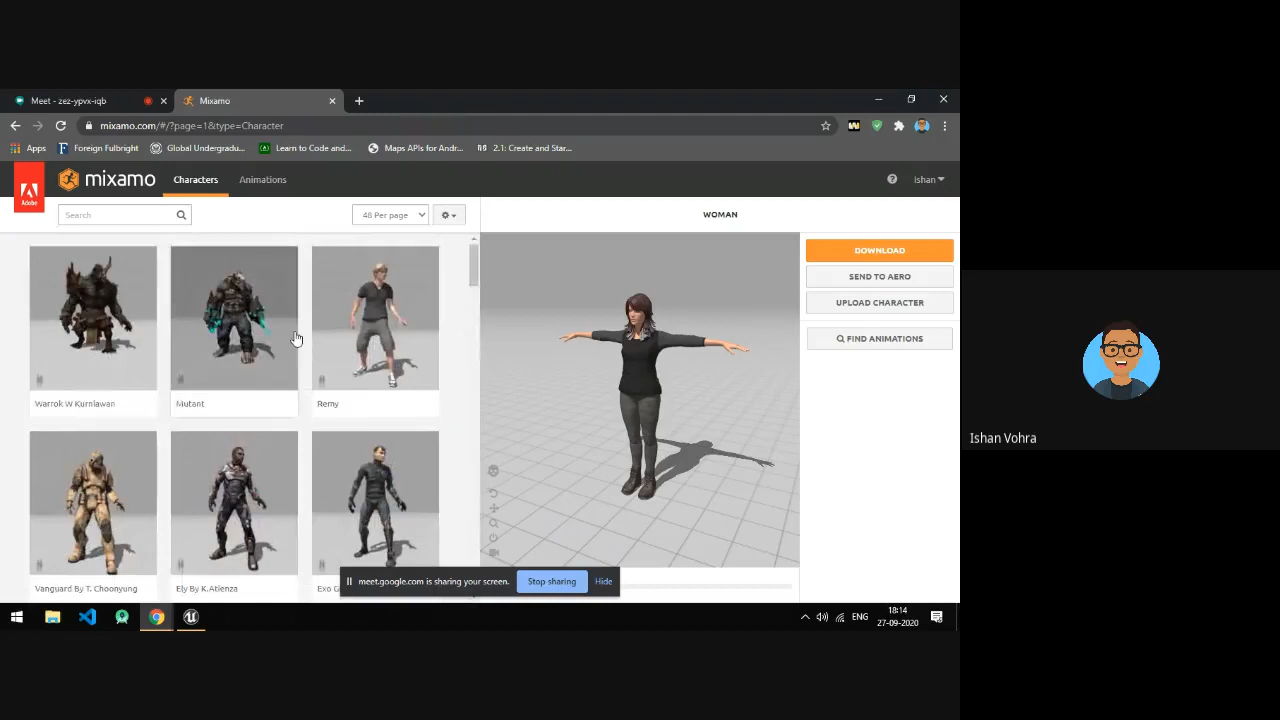 Meet - zez-ypvx-iqb
Mixamo
mixamo.com/#/?page=1&type=Character
Apps
Foreign Fulbright
Global Undergradu...
Learn to Code and...
Maps APIs for Andr...
2.1: Create and Star...
Adobe
mixamo
Characters
Animations
Ishan
Search
48 Per page
WOMAN
DOWNLOAD
SEND TO AERO
UPLOAD CHARACTER
FIND ANIMATIONS
Warrok W Kurniawan
Mutant
Remy
Ishan Vohra
Vanguard By T. Choonyung
Ely By K.Atienza
Exo G
meet.google.com is sharing your screen.
Stop sharing
Hide
ENG
18:14
27-09-2020